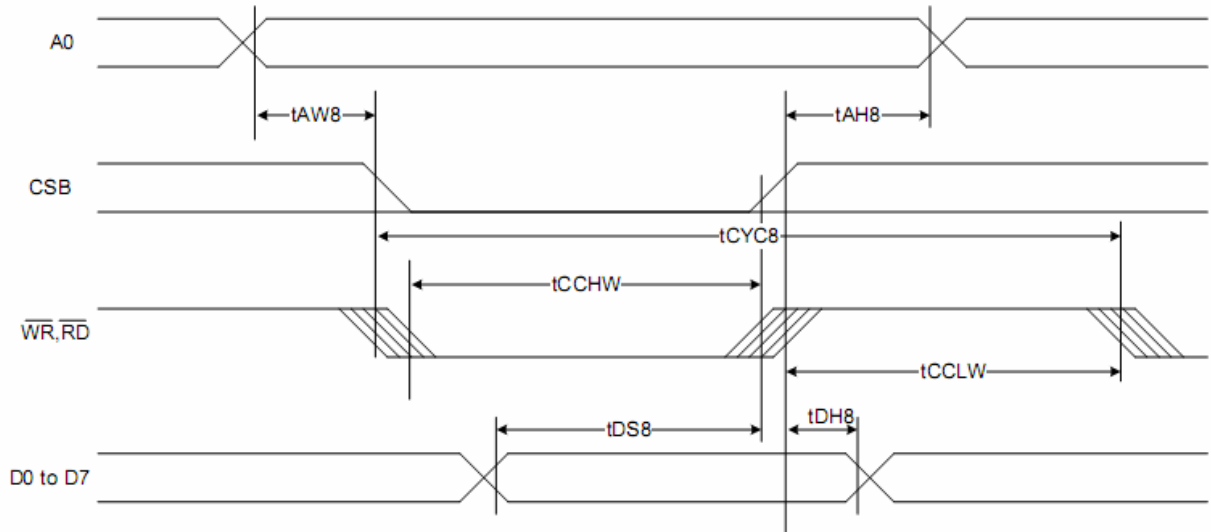 A0
tAW8
tAH8
CSB
tCYC8
tCCHW
WR,RD
tCCLW
tDS8
tDH8
D0 to D7